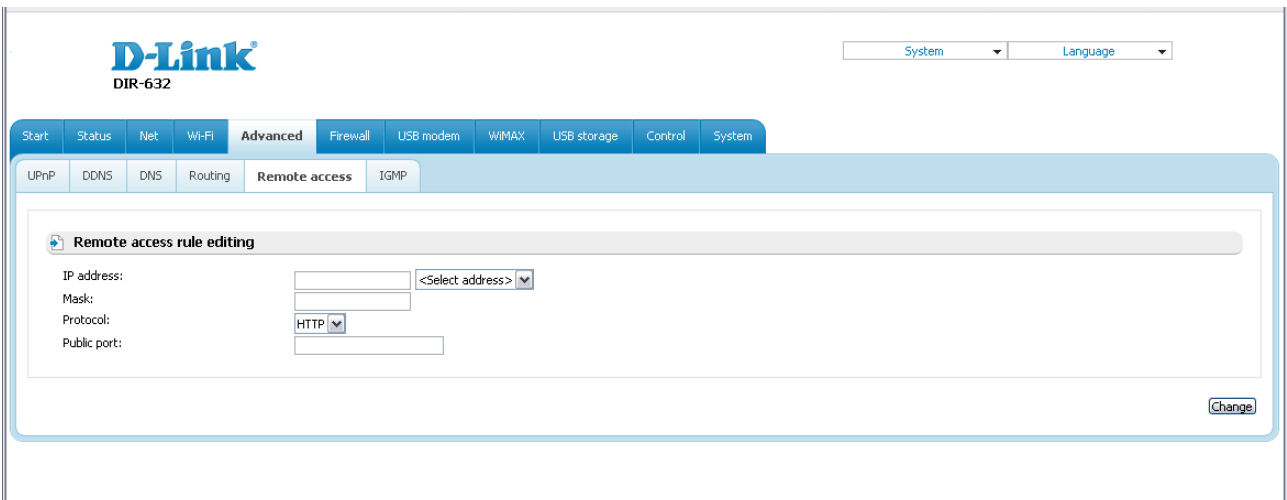 D-Link®
DIR-632
System Language
Start Status Net Wi-Fi Advanced Firewall USB modem WiMAX USB storage Control System
UPnP DDNS DNS Routing Remote access IGMP
Remote access rule editing
IP address: <Select address>
Mask:
Protocol: HTTP
Public port:
Change